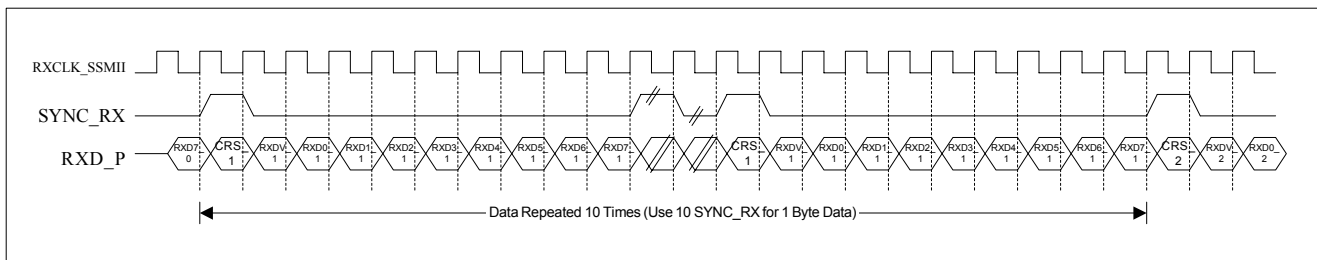 RXCLK_SSMII
SYNC_RX
RXD_P
RXD7_0
CRS_1
RXDV_1
RXD0_1
RXD1_1
RXD2_1
RXD3_1
RXD4_1
RXD5_1
RXD6_1
RXD7_1
CRS_1
RXDV_1
RXD0_1
RXD1_1
RXD2_1
RXD3_1
RXD4_1
RXD5_1
RXD6_1
RXD7_1
CRS_2
RXDV_2
RXD0_2
Data Repeated 10 Times (Use 10 SYNC_RX for 1 Byte Data)